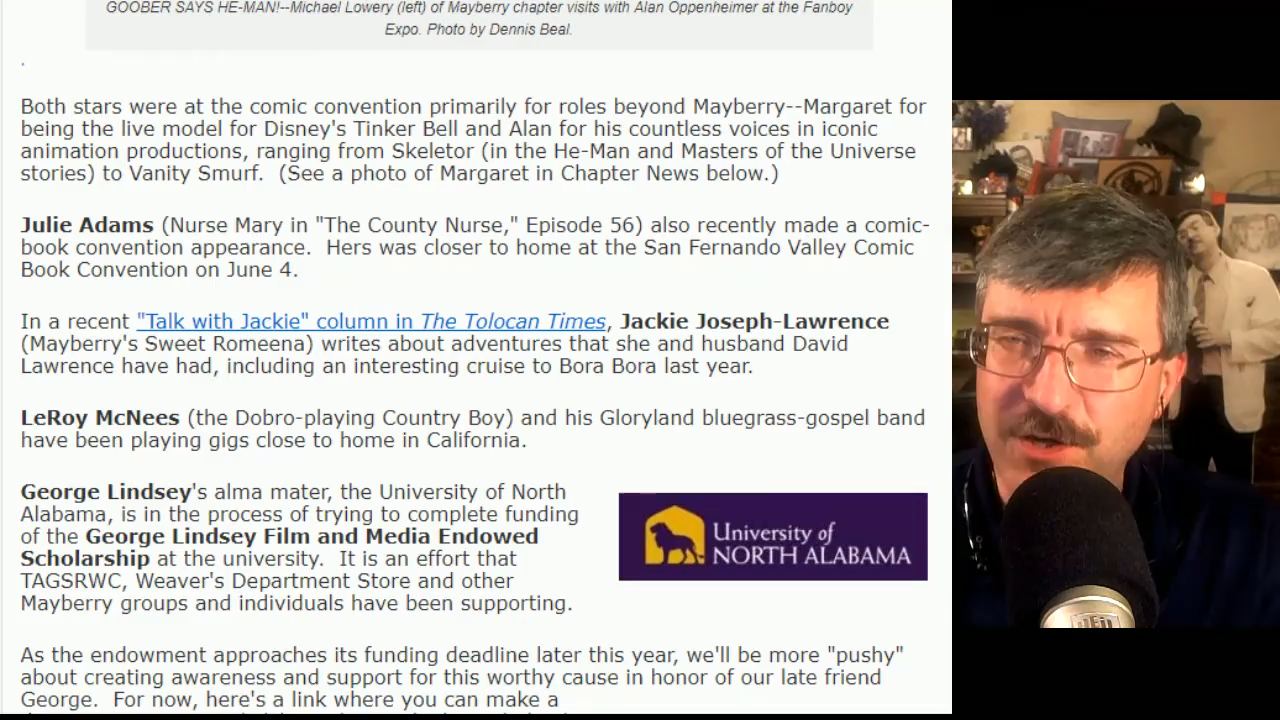 GOOBER SAYS HE-MAN!--Michael Lowery (left) of Mayberry chapter visits with Alan Oppenheimer at the Fanboy
Expo. Photo by Dennis Beal.
.
Both stars were at the comic convention primarily for roles beyond Mayberry--Margaret for
being the live model for Disney's Tinker Bell and Alan for his countless voices in iconic
animation productions, ranging from Skeletor (in the He-Man and Masters of the Universe
stories) to Vanity Smurf.  (See a photo of Margaret in Chapter News below.)
Julie Adams (Nurse Mary in "The County Nurse," Episode 56) also recently made a comic-
book convention appearance.  Hers was closer to home at the San Fernando Valley Comic
Book Convention on June 4.
In a recent "Talk with Jackie" column in The Tolocan Times, Jackie Joseph-Lawrence
(Mayberry's Sweet Romeena) writes about adventures that she and husband David
Lawrence have had, including an interesting cruise to Bora Bora last year.
LeRoy McNees (the Dobro-playing Country Boy) and his Gloryland bluegrass-gospel band
have been playing gigs close to home in California.
George Lindsey's alma mater, the University of North
Alabama, is in the process of trying to complete funding
of the George Lindsey Film and Media Endowed
Scholarship at the university.  It is an effort that
TAGSRWC, Weaver's Department Store and other
Mayberry groups and individuals have been supporting.
University of
NORTH ALABAMA
As the endowment approaches its funding deadline later this year, we'll be more "pushy"
about creating awareness and support for this worthy cause in honor of our late friend
George.  For now, here's a link where you can make a